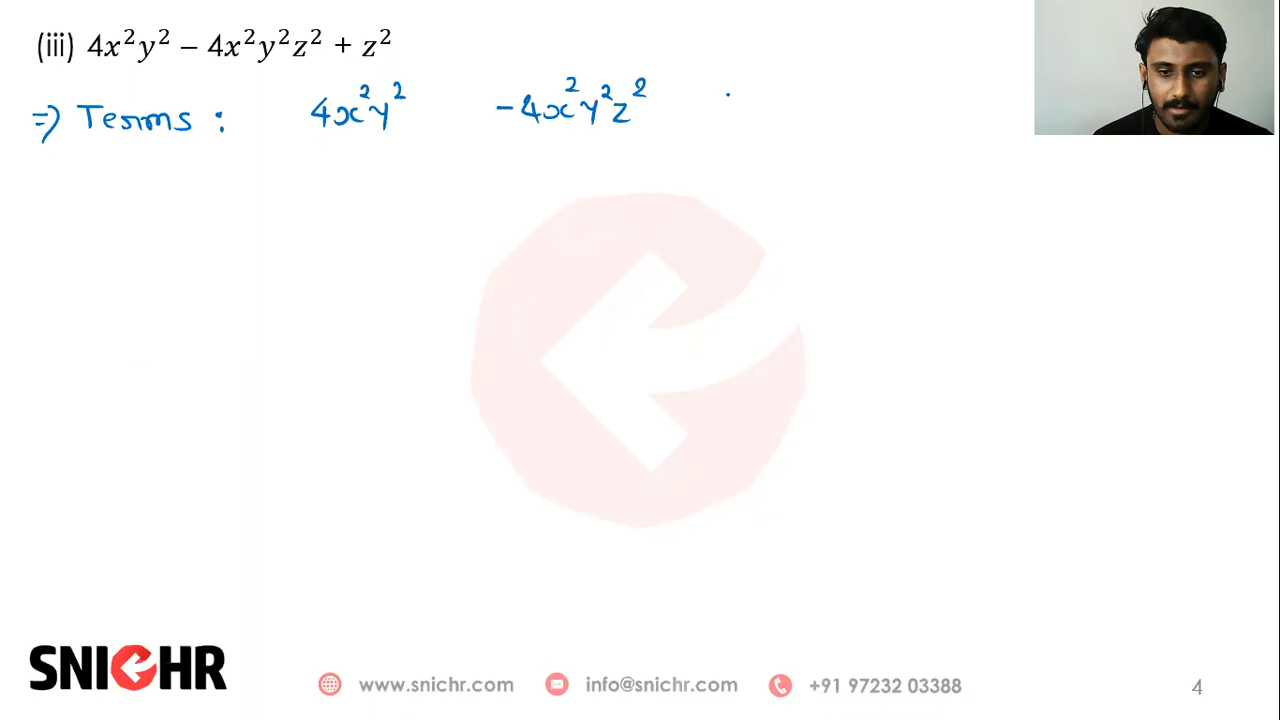 (iii) 4x²y² − 4x²y²z² + z²
⇒ Terms : 4x²y² −4x²y²z²
SNICHR
www.snichr.com info@snichr.com +91 97232 03388 4